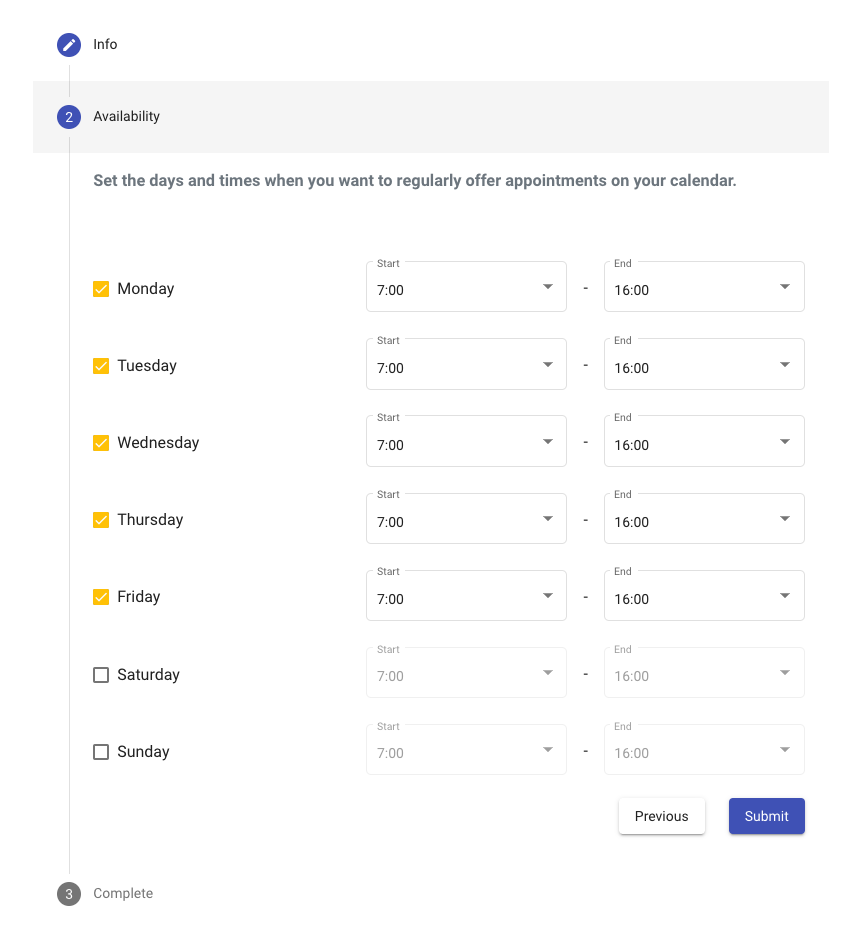 Info
2 Availability
Set the days and times when you want to regularly offer appointments on your calendar.
Start End
Monday 7:00 - 16:00
Start End
Tuesday 7:00 - 16:00
Start End
Wednesday 7:00 - 16:00
Start End
Thursday 7:00 - 16:00
Start End
Friday 7:00 - 16:00
Start End
Saturday 7:00 - 16:00
Start End
Sunday 7:00 - 16:00
Previous Submit
3 Complete